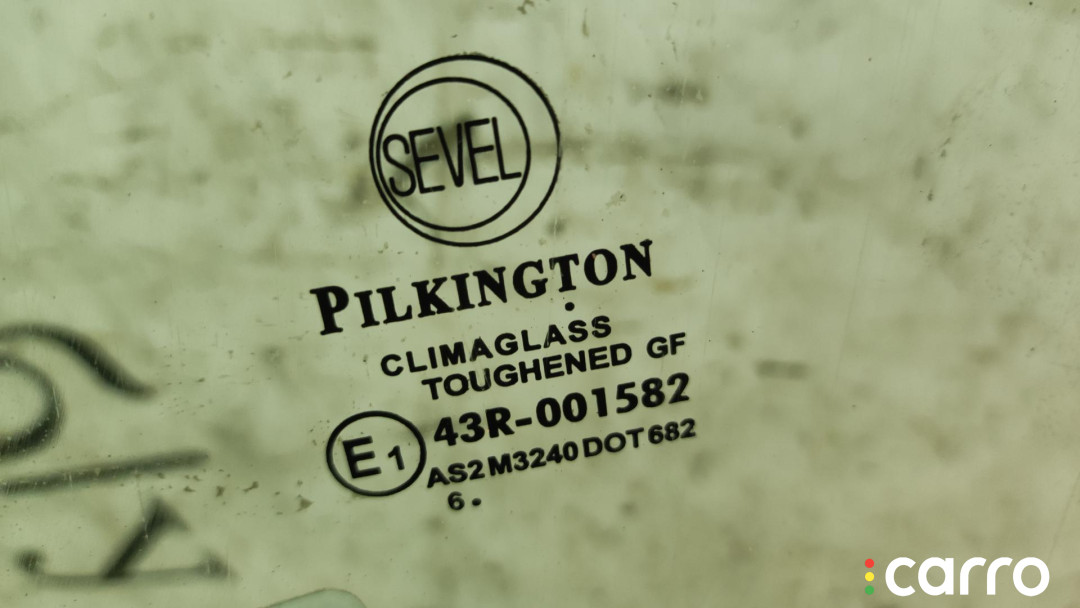 SEVEL
PILKINGTON
CLIMAGLASS
TOUGHENED GF
E1 43R-001582
AS2 M3240 DOT 682
6 .
carro